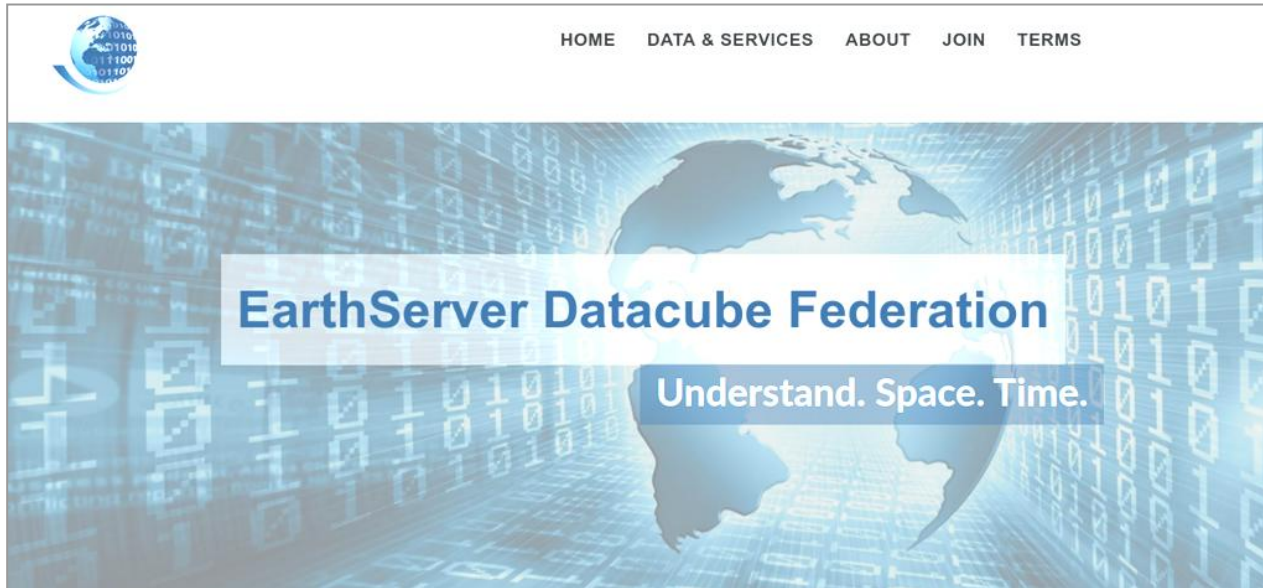 HOME DATA & SERVICES ABOUT JOIN TERMS
EarthServer Datacube Federation
Understand. Space. Time.